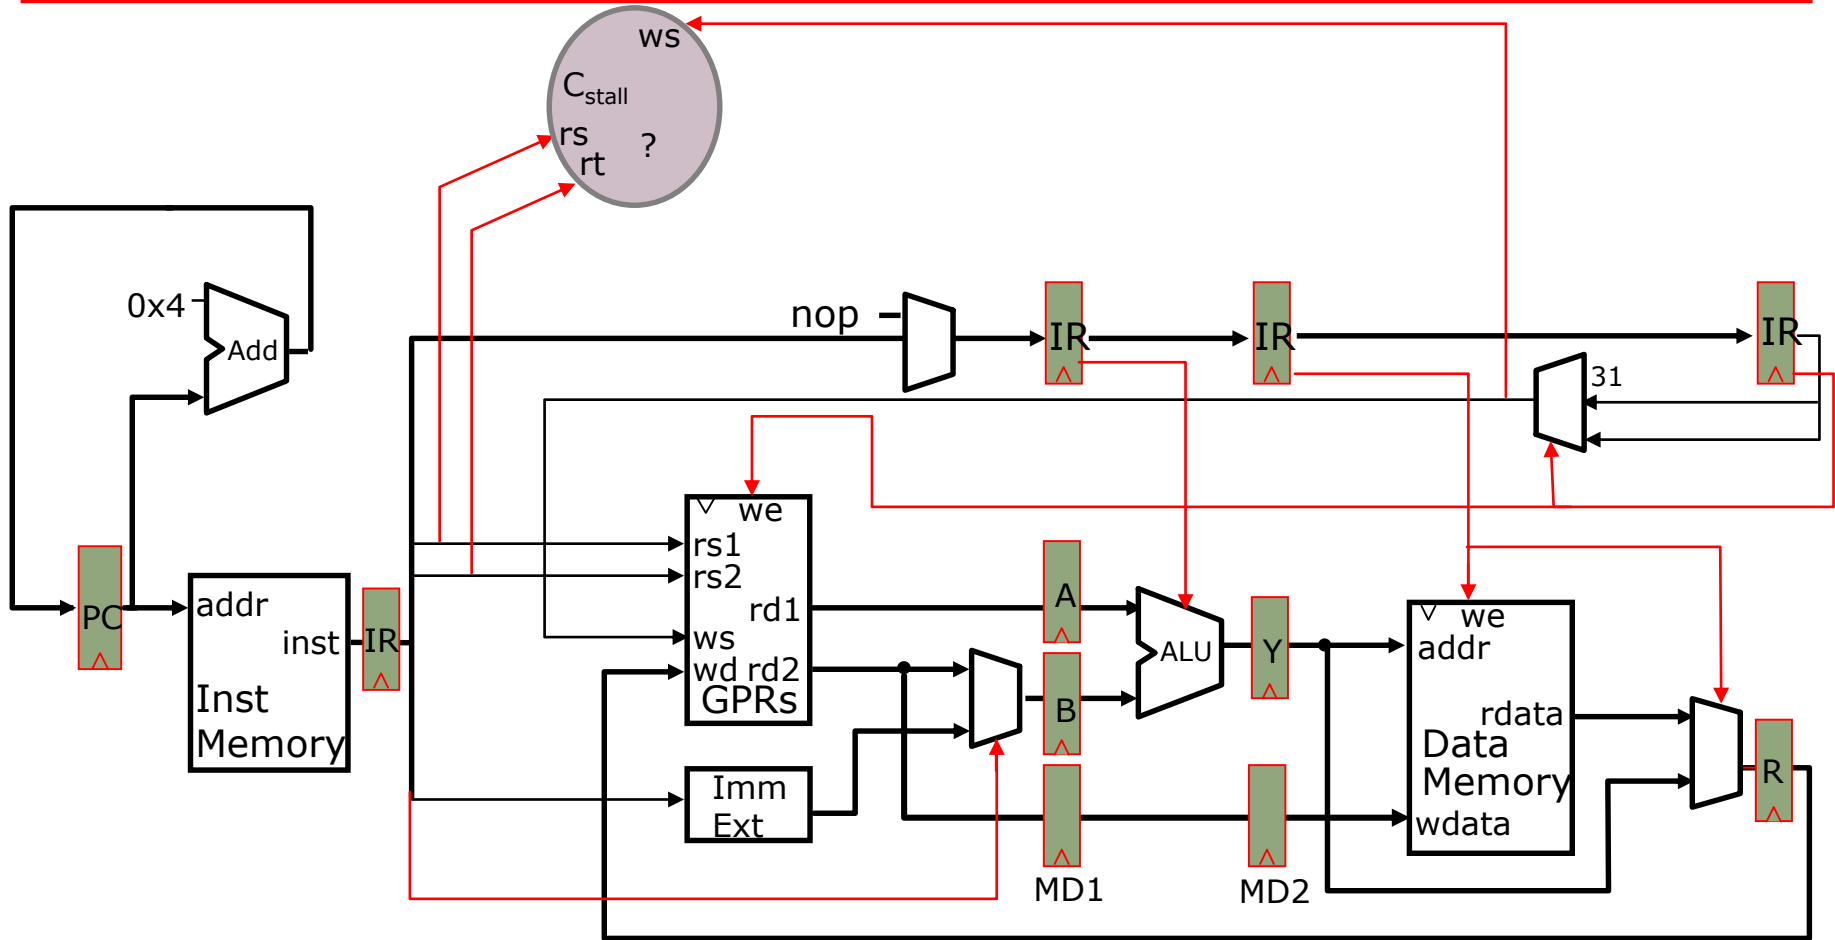 ws
C stall
rs
?
rt
0x4
Add
nop
IR
IR
IR
31
we
rs1
rs2
rd1
ws
wd rd2
GPRs
PC
addr
inst
Inst
Memory
IR
A
B
ALU
Y
we
addr
rdata
Data
Memory
wdata
R
Imm
Ext
MD1
MD2